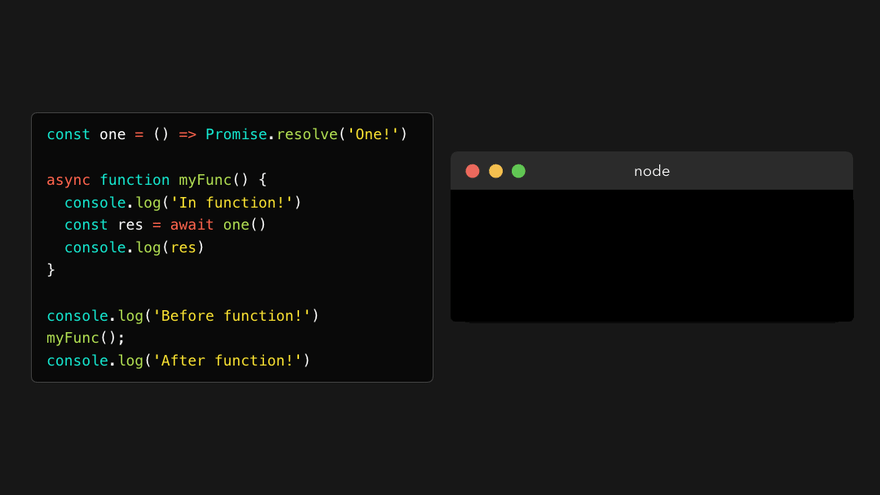 const one = () => Promise.resolve('One!')
async function myFunc() {
  console.log('In function!')
  const res = await one()
  console.log(res)
}
console.log('Before function!')
myFunc();
console.log('After function!')
node